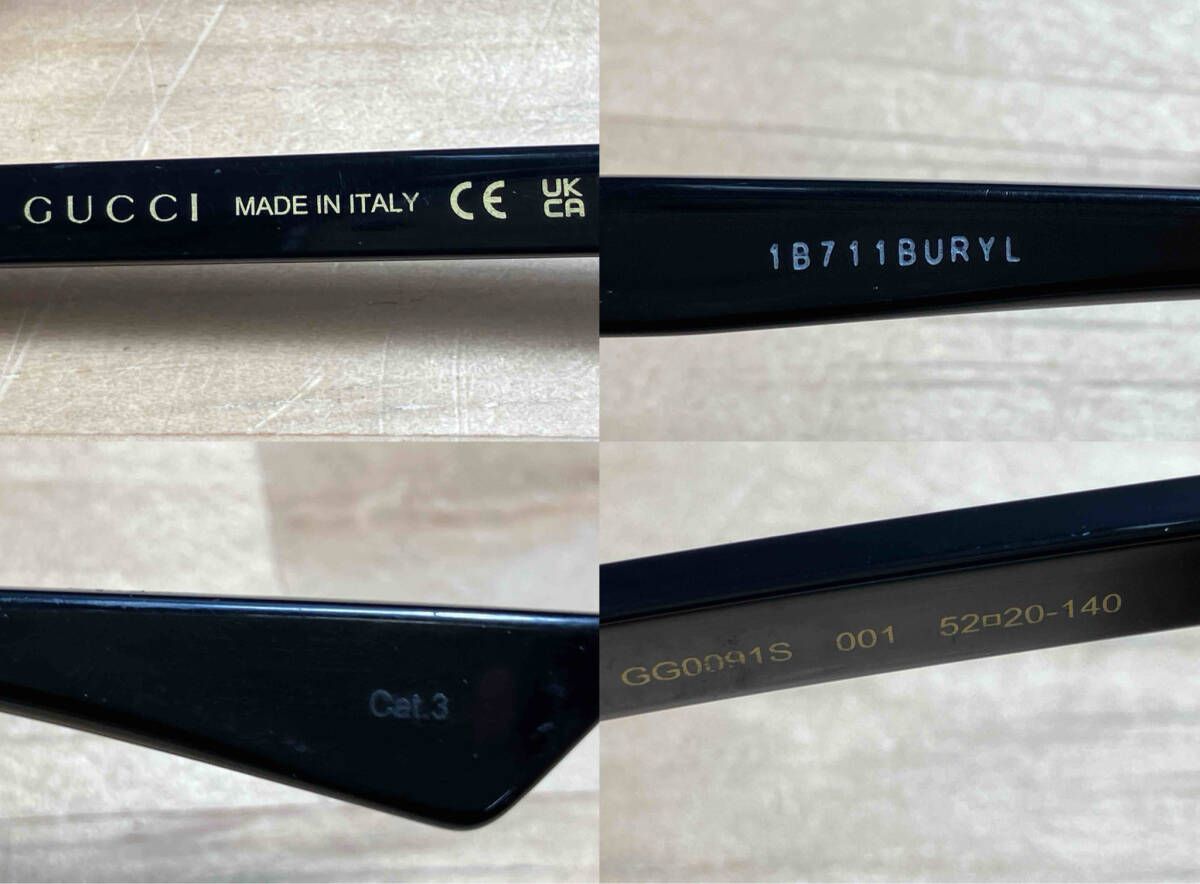 GUCCI MADE IN ITALY CE UK
CA
1B711BURYL
Cat.3
GG0091S 001 52□20-140